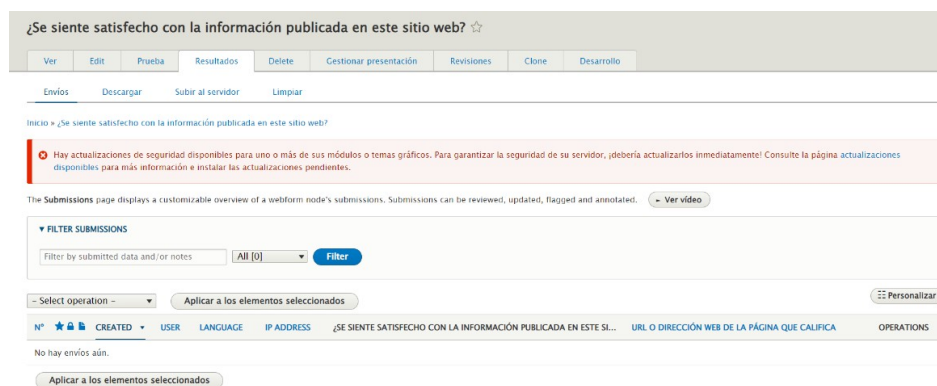 ¿Se siente satisfecho con la información publicada en este sitio web?
Ver Edit Prueba Resultados Delete Gestionar presentación Revisiones Clone Desarrollo
Envíos Descargar Subir al servidor Limpiar
Inicio » ¿Se siente satisfecho con la información publicada en este sitio web?
Hay actualizaciones de seguridad disponibles para uno o más de sus módulos o temas gráficos. Para garantizar la seguridad de su servidor, ¡debería actualizarlos inmediatamente! Consulte la página actualizaciones
disponibles para más información e instalar las actualizaciones pendientes.
The Submissions page displays a customizable overview of a webform node's submissions. Submissions can be reviewed, updated, flagged and annotated. ► Ver vídeo
▼ FILTER SUBMISSIONS
Filter by submitted data and/or notes All [0] Filter
- Select operation - Aplicar a los elementos seleccionados Personalizar
Nº CREATED USER LANGUAGE IP ADDRESS ¿SE SIENTE SATISFECHO CON LA INFORMACIÓN PUBLICADA EN ESTE SI... URL O DIRECCIÓN WEB DE LA PÁGINA QUE CALIFICA OPERATIONS
No hay envíos aún.
Aplicar a los elementos seleccionados